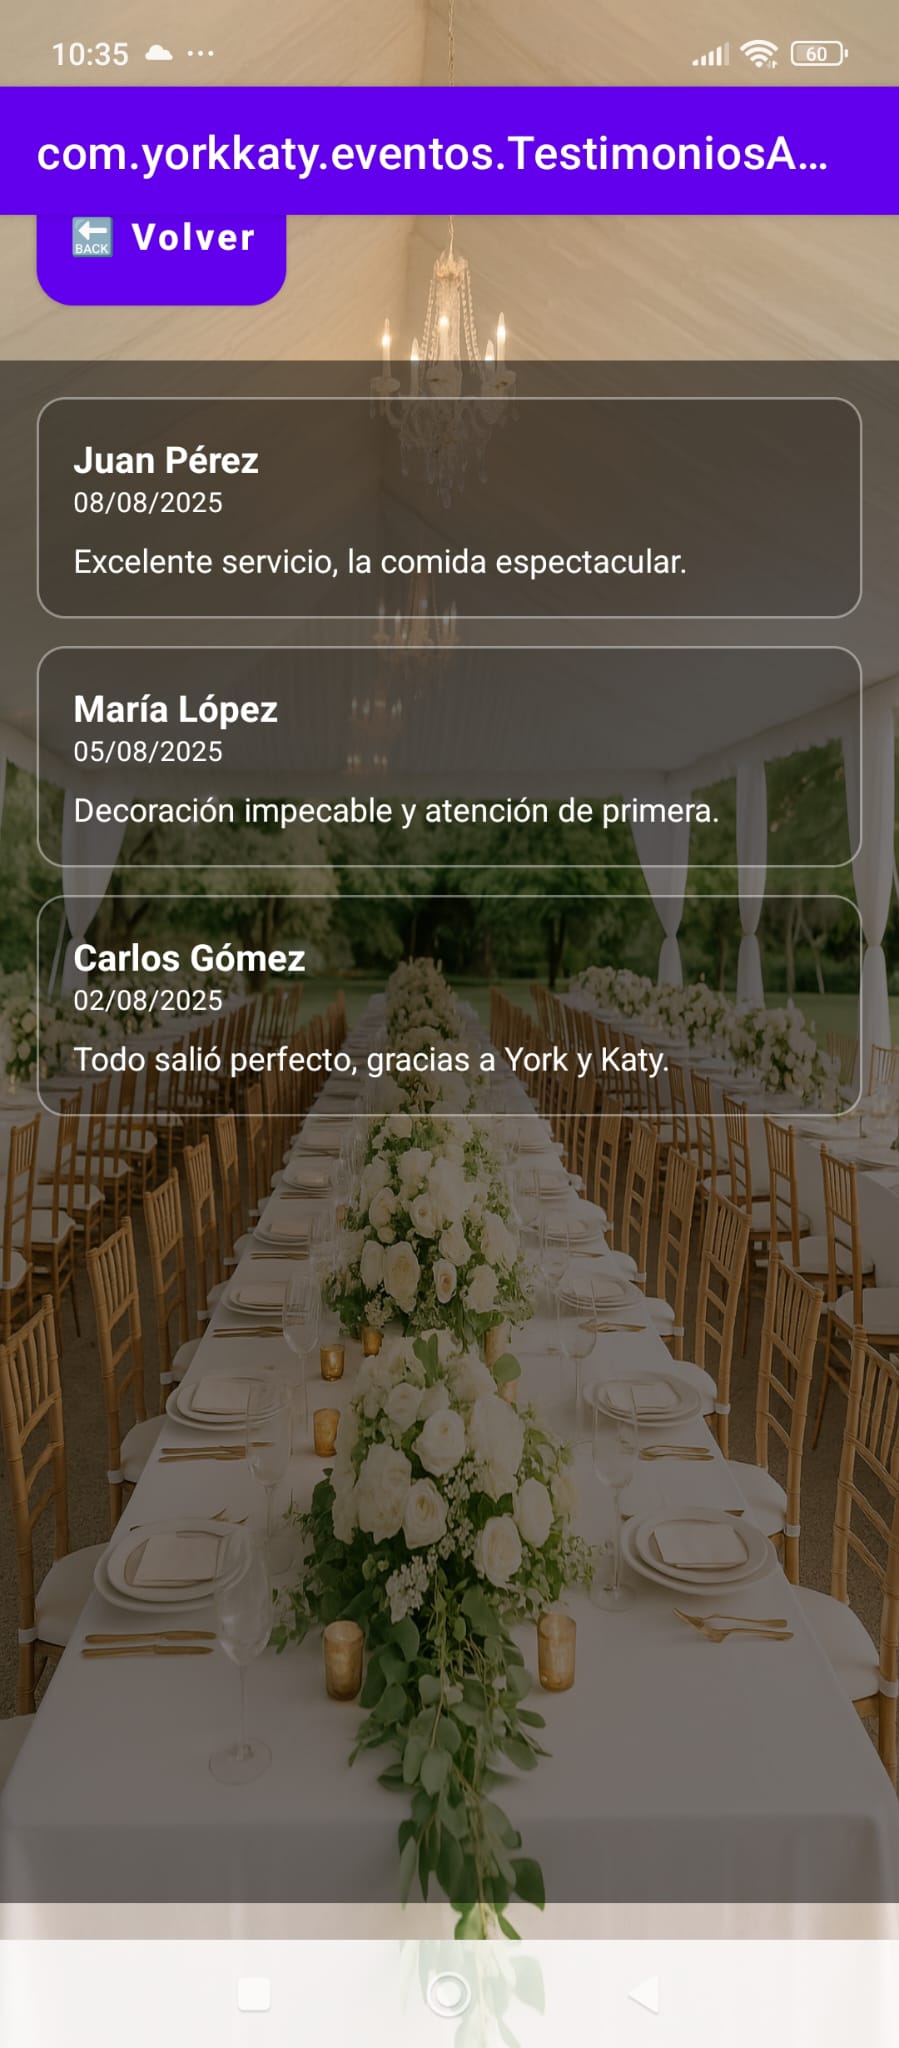 10:35
60
com.yorkkaty.eventos.TestimoniosA...
BACK Volver
Juan Pérez
08/08/2025
Excelente servicio, la comida espectacular.
María López
05/08/2025
Decoración impecable y atención de primera.
Carlos Gómez
02/08/2025
Todo salió perfecto, gracias a York y Katy.